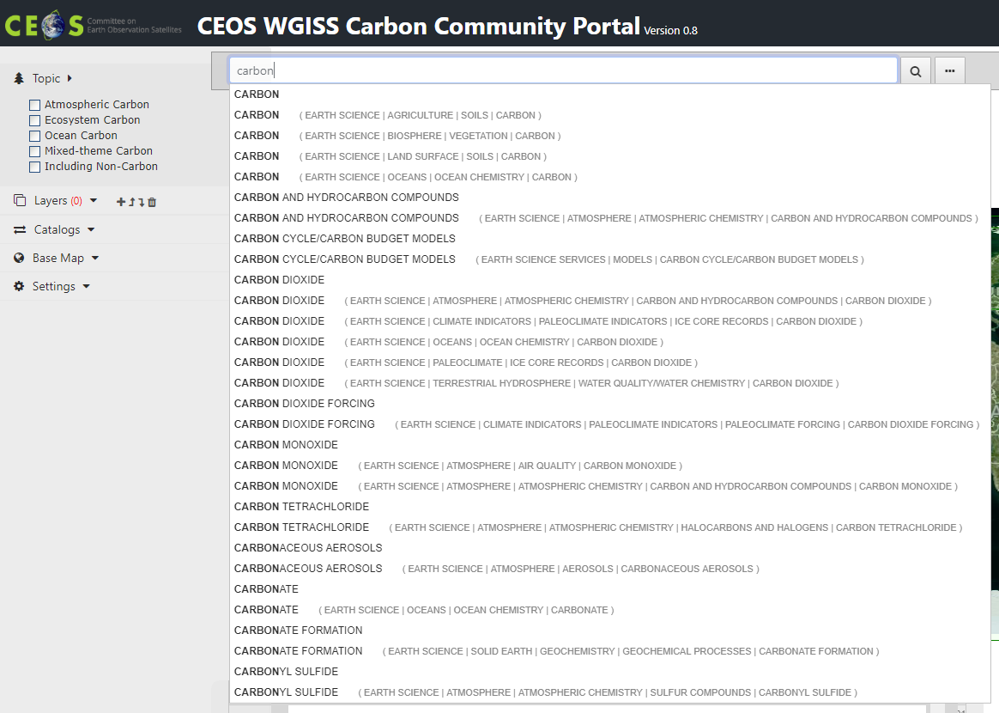 CEOS Committee on
Earth Observation Satellites
CEOS WGISS Carbon Community Portal Version 0.8
Topic
Atmospheric Carbon
Ecosystem Carbon
Ocean Carbon
Mixed-theme Carbon
Including Non-Carbon
Layers (0)
Catalogs
Base Map
Settings
carbon
CARBON
CARBON ( EARTH SCIENCE | AGRICULTURE | SOILS | CARBON )
CARBON ( EARTH SCIENCE | BIOSPHERE | VEGETATION | CARBON )
CARBON ( EARTH SCIENCE | LAND SURFACE | SOILS | CARBON )
CARBON ( EARTH SCIENCE | OCEANS | OCEAN CHEMISTRY | CARBON )
CARBON AND HYDROCARBON COMPOUNDS
CARBON AND HYDROCARBON COMPOUNDS ( EARTH SCIENCE | ATMOSPHERE | ATMOSPHERIC CHEMISTRY | CARBON AND HYDROCARBON COMPOUNDS )
CARBON CYCLE/CARBON BUDGET MODELS
CARBON CYCLE/CARBON BUDGET MODELS ( EARTH SCIENCE SERVICES | MODELS | CARBON CYCLE/CARBON BUDGET MODELS )
CARBON DIOXIDE
CARBON DIOXIDE ( EARTH SCIENCE | ATMOSPHERE | ATMOSPHERIC CHEMISTRY | CARBON AND HYDROCARBON COMPOUNDS | CARBON DIOXIDE )
CARBON DIOXIDE ( EARTH SCIENCE | CLIMATE INDICATORS | PALEOCLIMATE INDICATORS | ICE CORE RECORDS | CARBON DIOXIDE )
CARBON DIOXIDE ( EARTH SCIENCE | OCEANS | OCEAN CHEMISTRY | CARBON DIOXIDE )
CARBON DIOXIDE ( EARTH SCIENCE | PALEOCLIMATE | ICE CORE RECORDS | CARBON DIOXIDE )
CARBON DIOXIDE ( EARTH SCIENCE | TERRESTRIAL HYDROSPHERE | WATER QUALITY/WATER CHEMISTRY | CARBON DIOXIDE )
CARBON DIOXIDE FORCING
CARBON DIOXIDE FORCING ( EARTH SCIENCE | CLIMATE INDICATORS | PALEOCLIMATE INDICATORS | PALEOCLIMATE FORCING | CARBON DIOXIDE FORCING )
CARBON MONOXIDE
CARBON MONOXIDE ( EARTH SCIENCE | ATMOSPHERE | AIR QUALITY | CARBON MONOXIDE )
CARBON MONOXIDE ( EARTH SCIENCE | ATMOSPHERE | ATMOSPHERIC CHEMISTRY | CARBON AND HYDROCARBON COMPOUNDS | CARBON MONOXIDE )
CARBON TETRACHLORIDE
CARBON TETRACHLORIDE ( EARTH SCIENCE | ATMOSPHERE | ATMOSPHERIC CHEMISTRY | HALOCARBONS AND HALOGENS | CARBON TETRACHLORIDE )
CARBONACEOUS AEROSOLS
CARBONACEOUS AEROSOLS ( EARTH SCIENCE | ATMOSPHERE | AEROSOLS | CARBONACEOUS AEROSOLS )
CARBONATE
CARBONATE ( EARTH SCIENCE | OCEANS | OCEAN CHEMISTRY | CARBONATE )
CARBONATE FORMATION
CARBONATE FORMATION ( EARTH SCIENCE | SOLID EARTH | GEOCHEMISTRY | GEOCHEMICAL PROCESSES | CARBONATE FORMATION )
CARBONYL SULFIDE
CARBONYL SULFIDE ( EARTH SCIENCE | ATMOSPHERE | ATMOSPHERIC CHEMISTRY | SULFUR COMPOUNDS | CARBONYL SULFIDE )